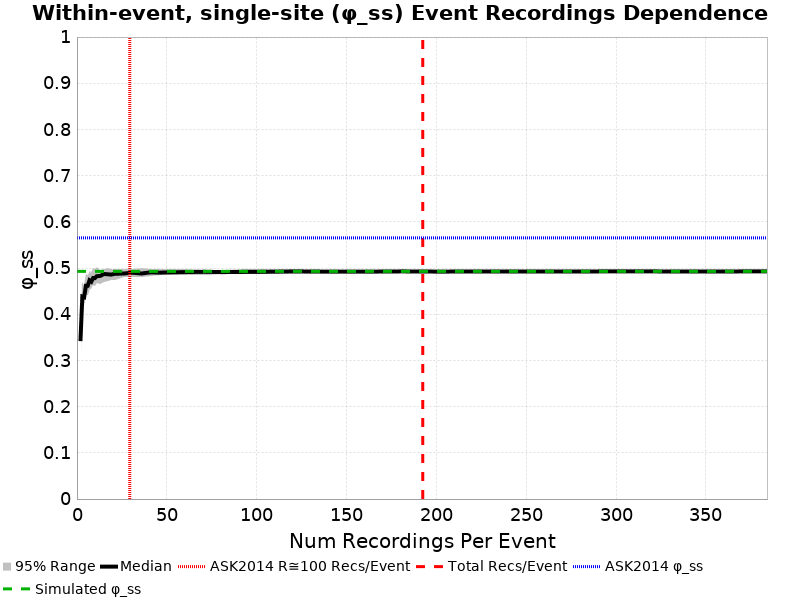 Within-event, single-site (φ_ss) Event Recordings Dependence
1
0.9
0.8
0.7
0.6
0.5
0.4
0.3
0.2
0.1
0
φ_ss
0 50 100 150 200 250 300 350
Num Recordings Per Event
95% Range Median ASK2014 R≅100 Recs/Event Total Recs/Event ASK2014 φ_ss
Simulated φ_ss